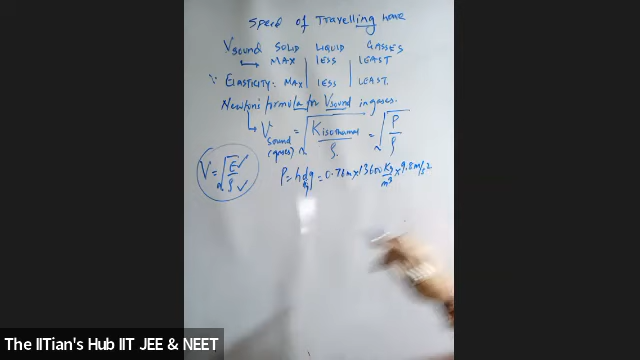 Speed of Travelling wave
Vsound SOLID LIQUID GASSES
MAX LESS LEAST
∵ ELASTICITY: MAX LESS LEAST.
Newton's formula for Vsound in gases.
V sound (gases) = √(K isothermal / ρ) = √(P / ρ)
V = √(E / ρ)
P = hdg = 0.76m × 13600 Kg/m³ × 9.8 m/s²
The IITian's Hub IIT JEE & NEET